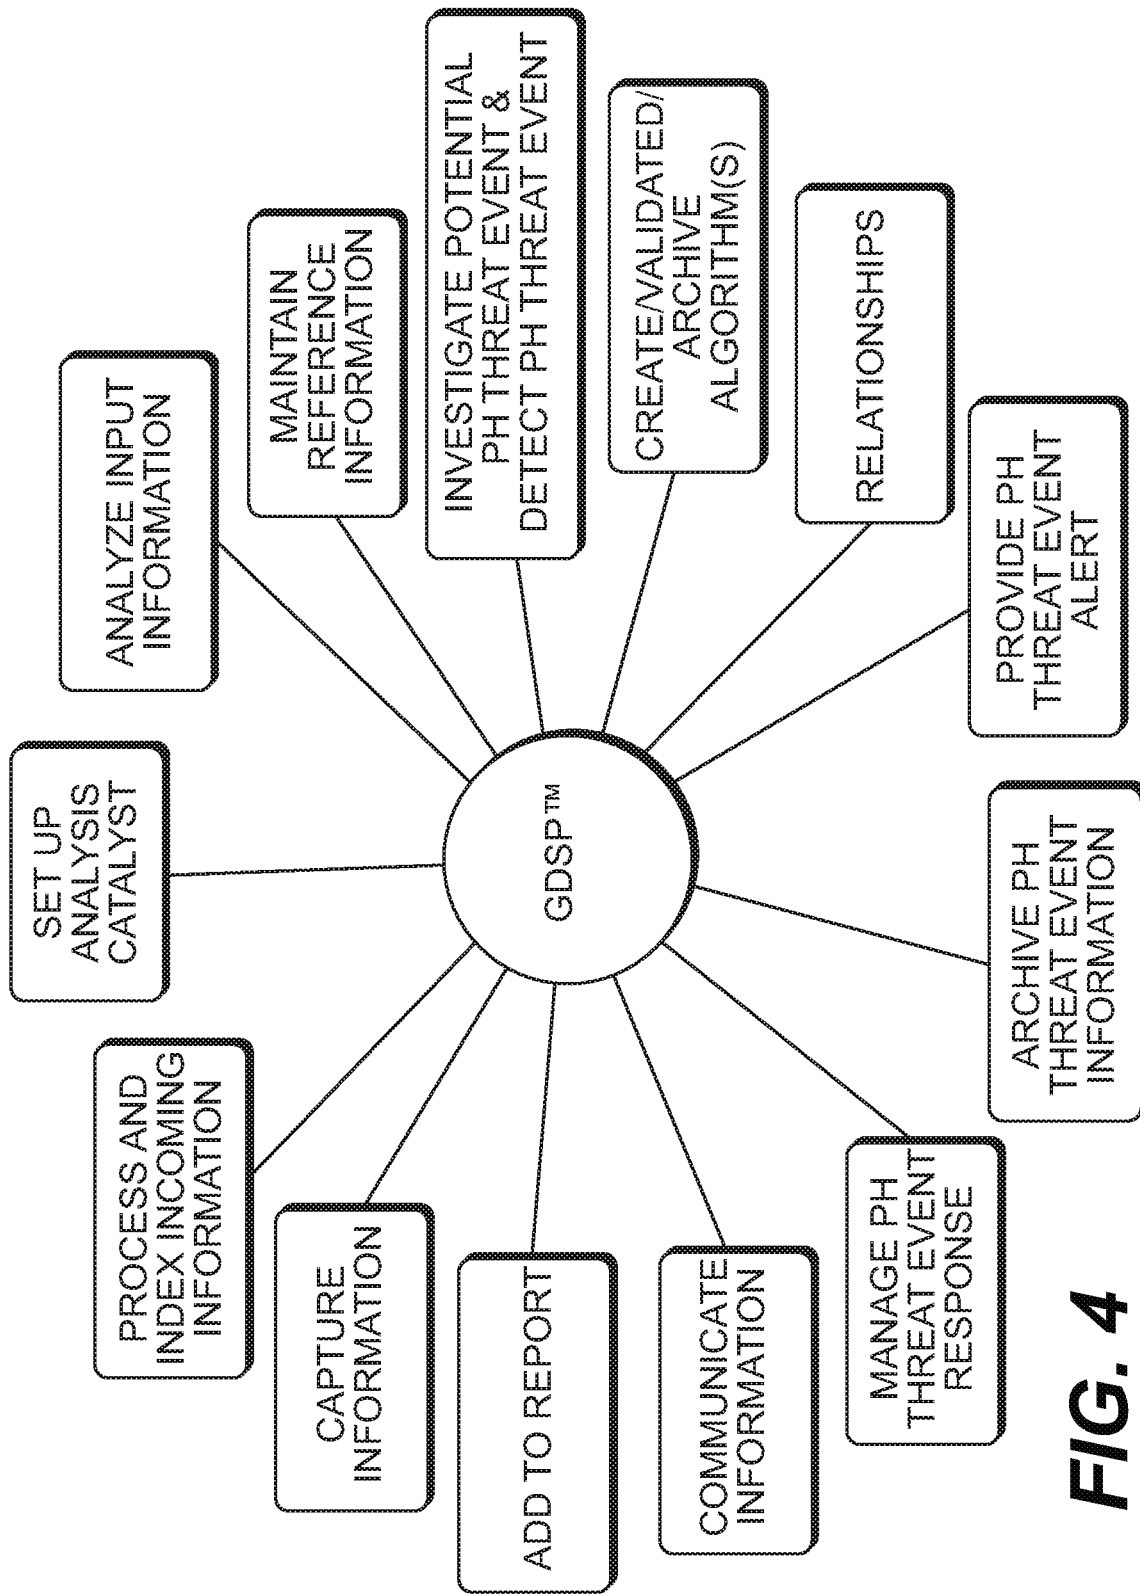 SET UP
ANALYSIS
CATALYST
ANALYZE INPUT
INFORMATION
MAINTAIN
REFERENCE
INFORMATION
INVESTIGATE POTENTIAL
PH THREAT EVENT &
DETECT PH THREAT EVENT
CREATE/VALIDATED/
ARCHIVE
ALGORITHM(S)
RELATIONSHIPS
PROVIDE PH
THREAT EVENT
ALERT
ARCHIVE PH
THREAT EVENT
INFORMATION
MANAGE PH
THREAT EVENT
RESPONSE
COMMUNICATE
INFORMATION
ADD TO REPORT
CAPTURE
INFORMATION
PROCESS AND
INDEX INCOMING
INFORMATION
GDSP™
FIG. 4